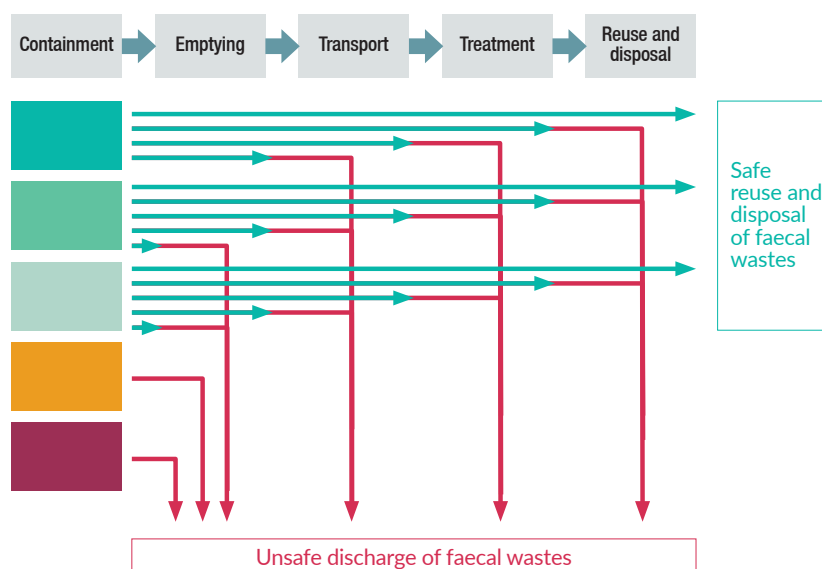 Containment
Emptying
Transport
Treatment
Reuse and
disposal
Safe
reuse and
disposal
of faecal
wastes
Unsafe discharge of faecal wastes